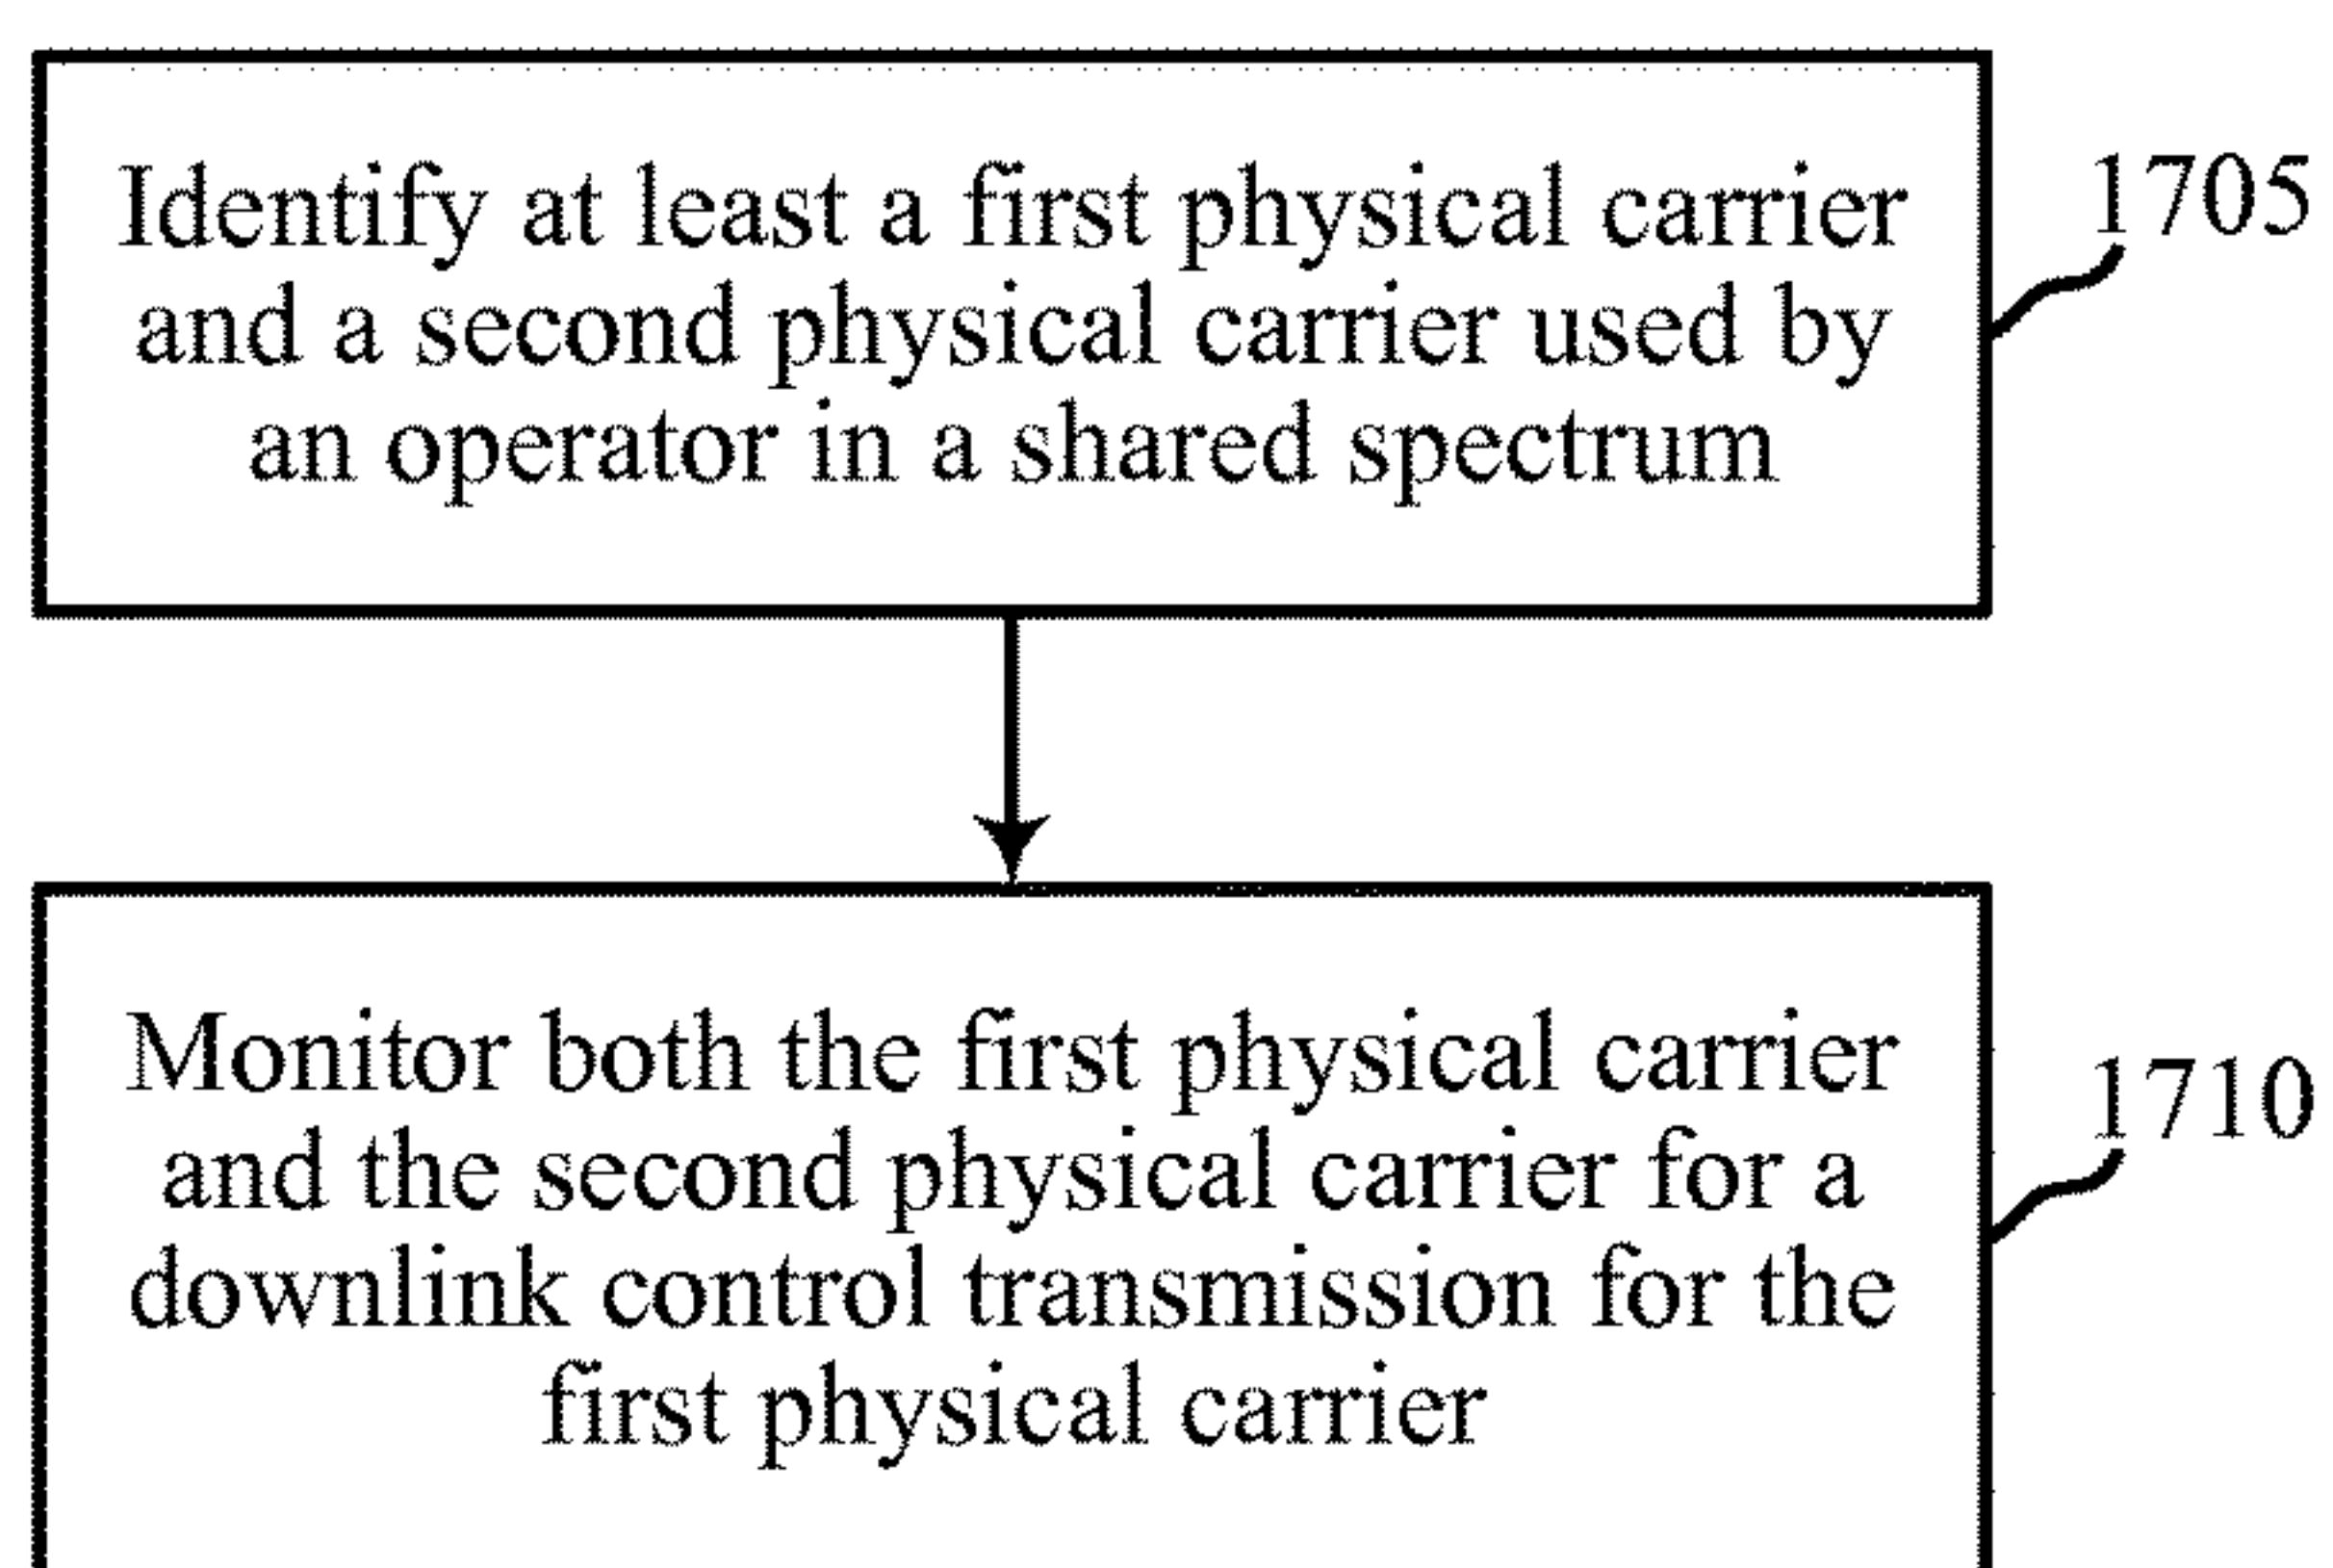 Identify at least a first physical carrier
and a second physical carrier used by
an operator in a shared spectrum
1705
Monitor both the first physical carrier
and the second physical carrier for a
downlink control transmission for the
first physical carrier
1710